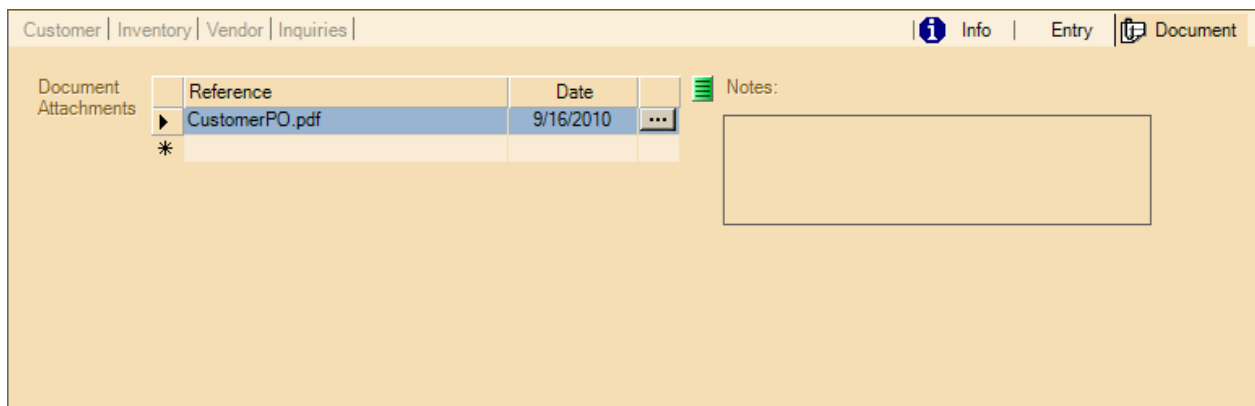 Customer | Inventory | Vendor | Inquiries | | Info | Entry Document
Document Attachments
Reference Date
CustomerPO.pdf 9/16/2010 ...
*
Notes: